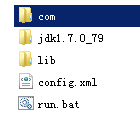 com
jdk1.7.0_79
lib
config.xml
run.bat